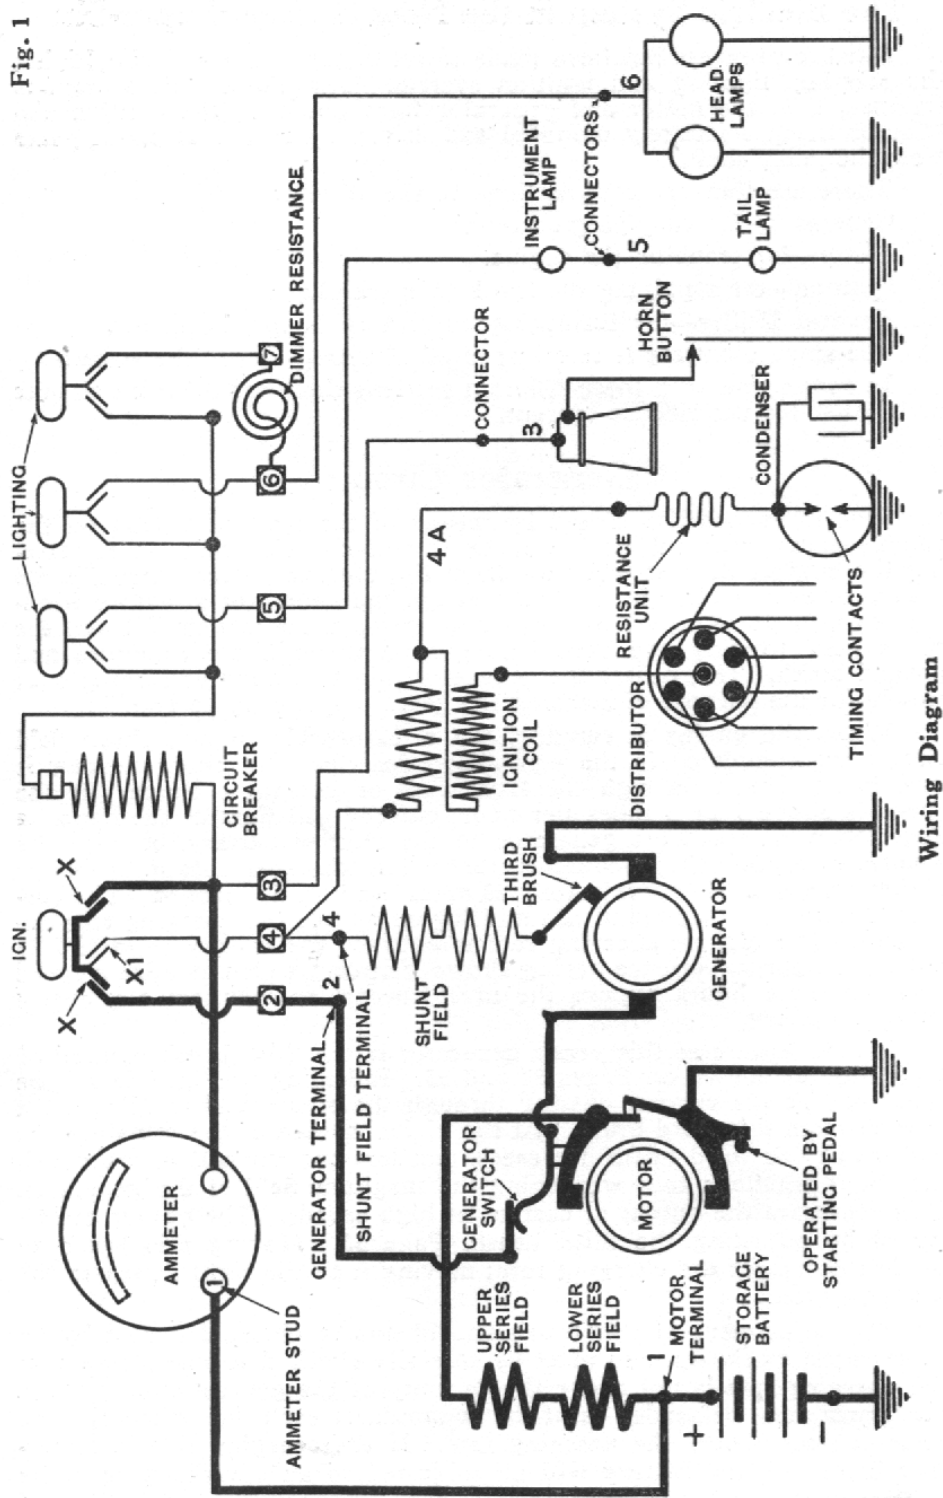 Fig. 1
LIGHTING
IGN.
X
X
X1
CIRCUIT
BREAKER
AMMETER
1
AMMETER STUD
2
4
3
5
6
7
DIMMER RESISTANCE
GENERATOR TERMINAL
2
SHUNT FIELD TERMINAL
4
SHUNT
FIELD
THIRD
BRUSH
GENERATOR
GENERATOR
SWITCH
UPPER
SERIES
FIELD
LOWER
SERIES
FIELD
1
MOTOR
TERMINAL
+
STORAGE
BATTERY
−
MOTOR
OPERATED BY
STARTING PEDAL
IGNITION
COIL
4A
DISTRIBUTOR
RESISTANCE
UNIT
TIMING CONTACTS
CONDENSER
CONNECTOR
3
HORN
BUTTON
INSTRUMENT
LAMP
CONNECTORS
5
TAIL
LAMP
6
HEAD
LAMPS
Wiring Diagram